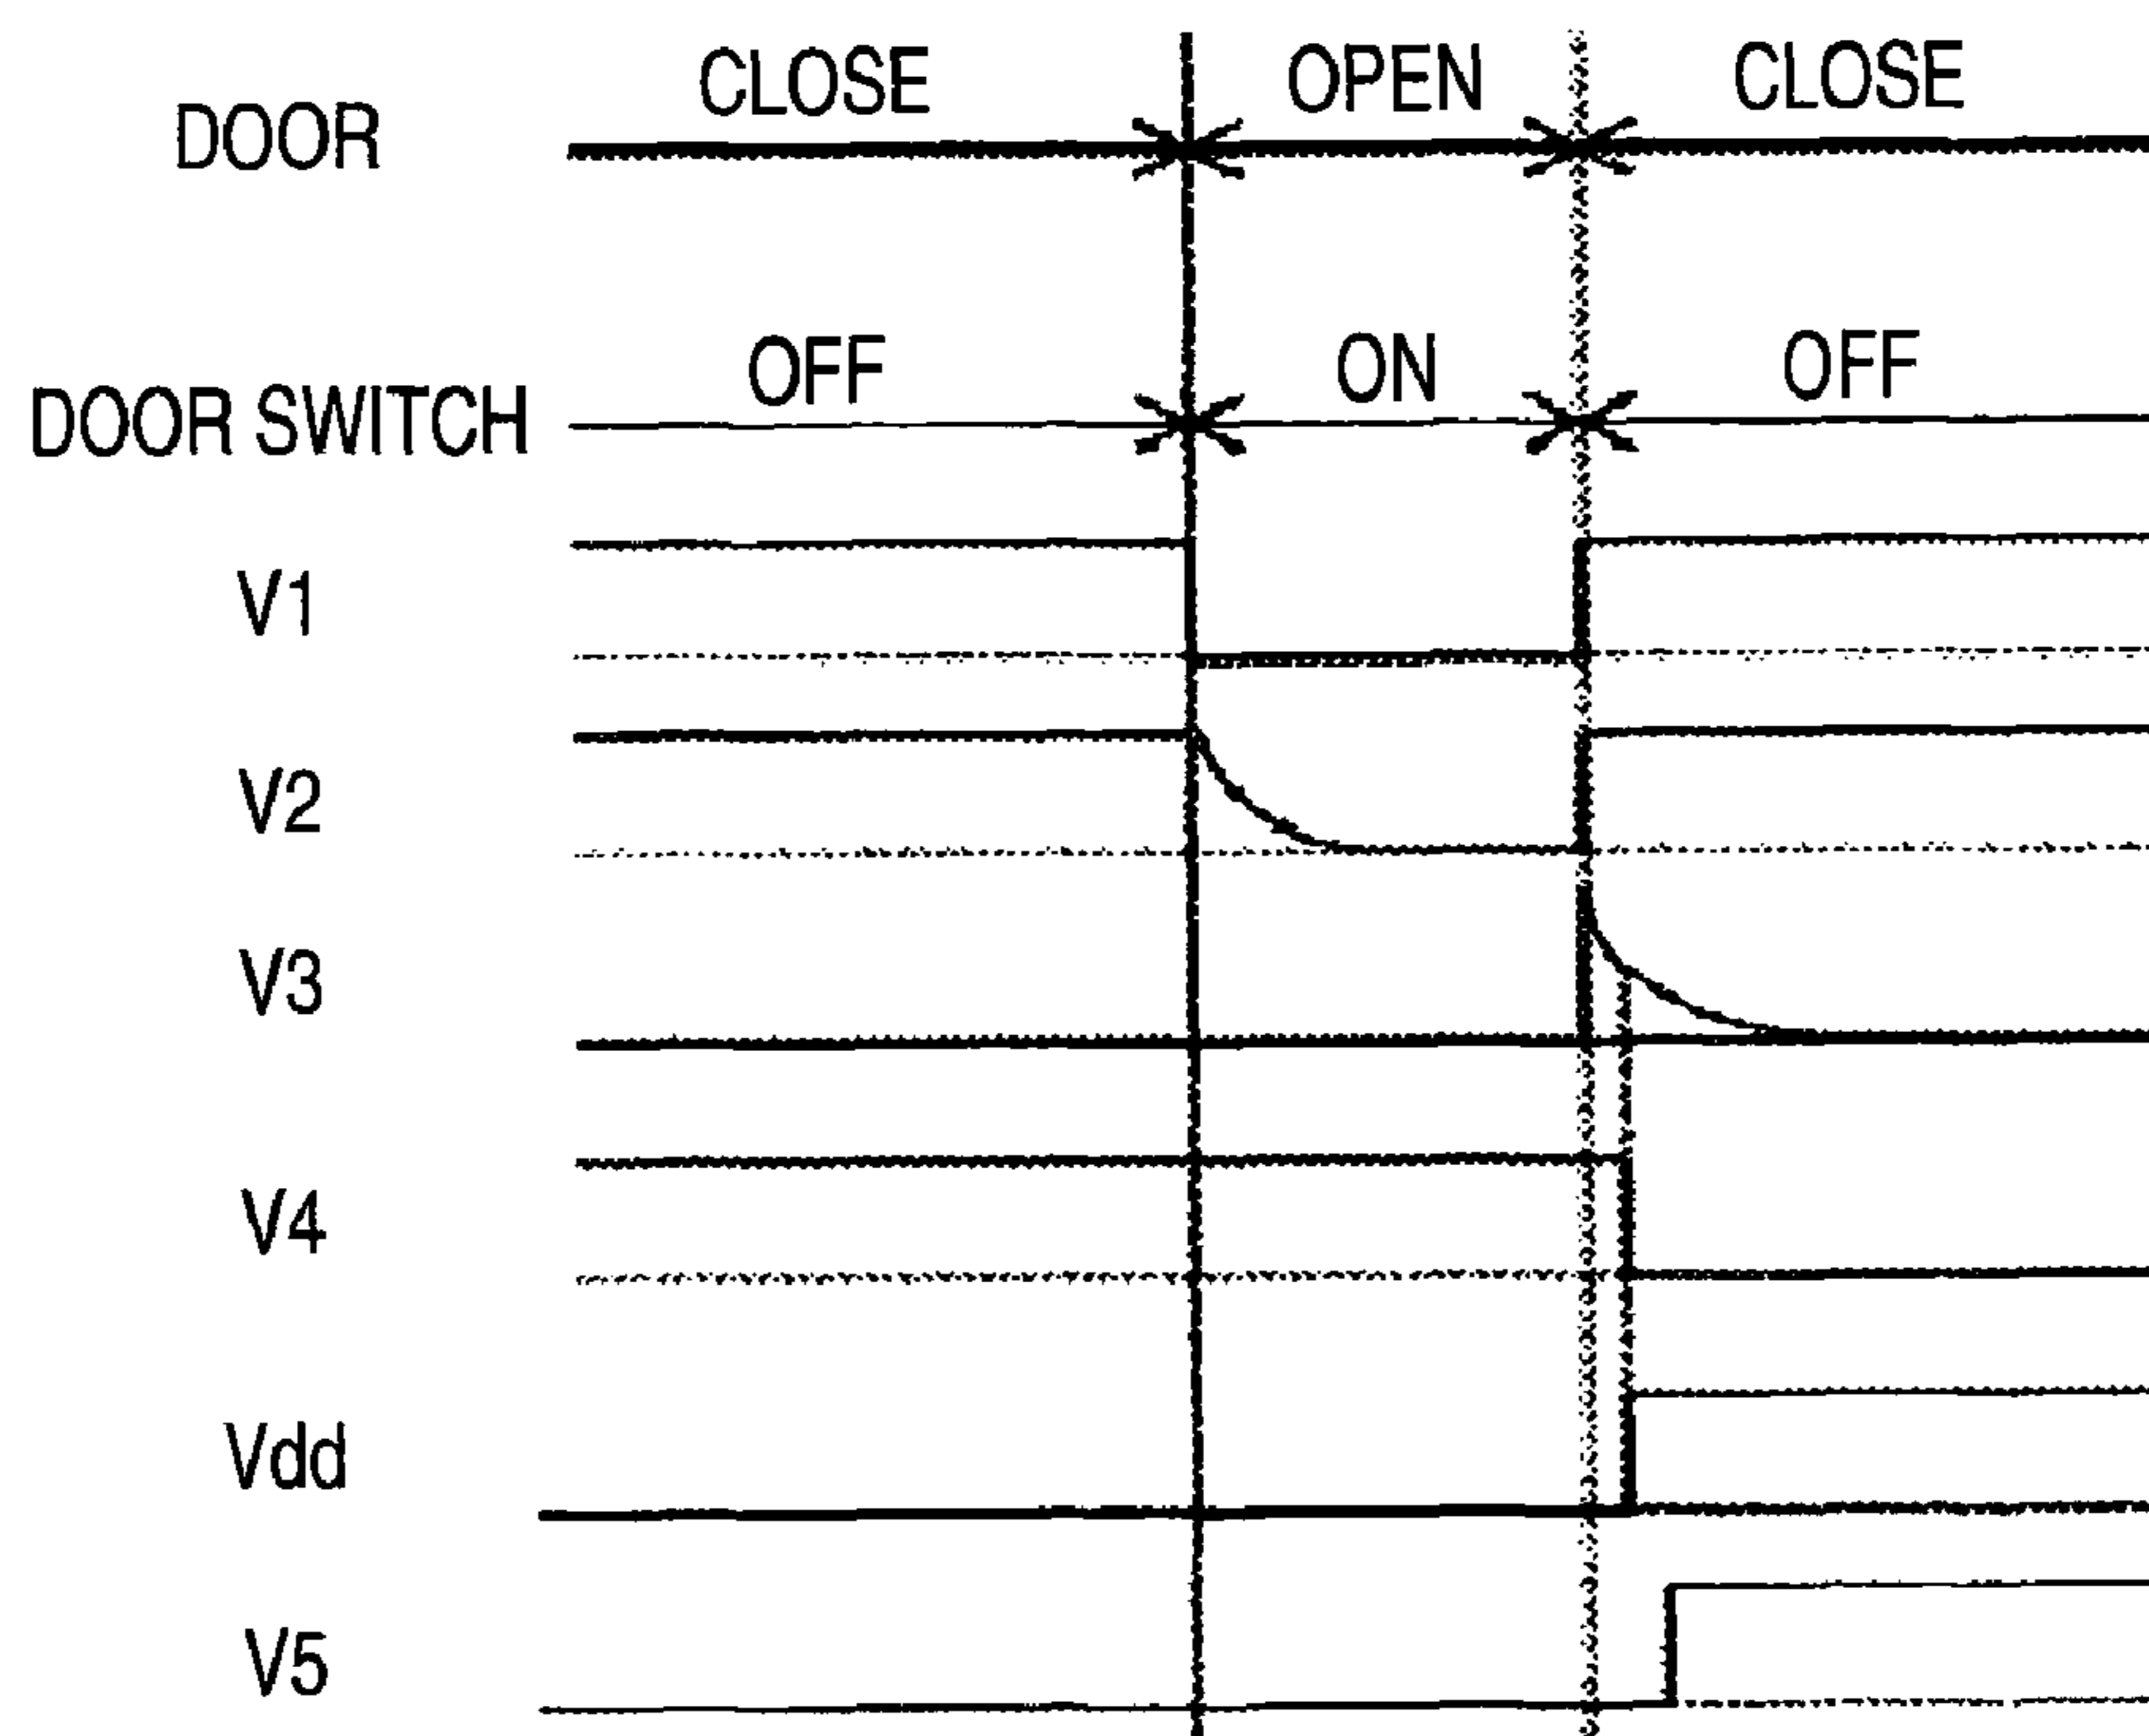 CLOSE OPEN CLOSE
DOOR
OFF ON OFF
DOOR SWITCH
V1
V2
V3
V4
Vdd
V5